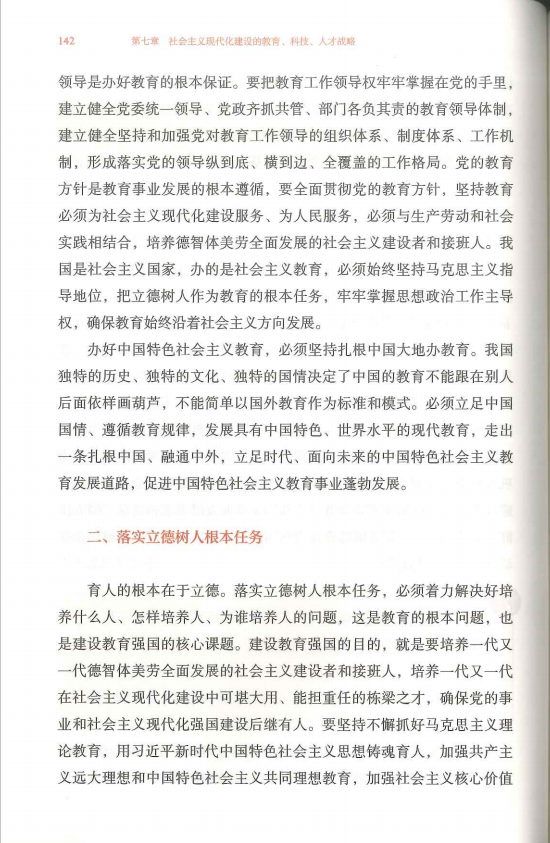 142 第七章 社会主义现代化建设的教育、科技、人才战略
领导是办好教育的根本保证。要把教育工作领导权牢牢掌握在党的手里，
建立健全党委统一领导、党政齐抓共管、部门各负其责的教育领导体制，
建立健全坚持和加强党对教育工作领导的组织体系、制度体系、工作机
制，形成落实党的领导纵到底、横到边、全覆盖的工作格局。党的教育
方针是教育事业发展的根本遵循，要全面贯彻党的教育方针，坚持教育
必须为社会主义现代化建设服务、为人民服务，必须与生产劳动和社会
实践相结合，培养德智体美劳全面发展的社会主义建设者和接班人。我
国是社会主义国家，办的是社会主义教育，必须始终坚持马克思主义指
导地位，把立德树人作为教育的根本任务，牢牢掌握思想政治工作主导
权，确保教育始终沿着社会主义方向发展。
办好中国特色社会主义教育，必须坚持扎根中国大地办教育。我国
独特的历史、独特的文化、独特的国情决定了中国的教育不能跟在别人
后面依样画葫芦，不能简单以国外教育作为标准和模式。必须立足中国
国情、遵循教育规律，发展具有中国特色、世界水平的现代教育，走出
一条扎根中国、融通中外，立足时代、面向未来的中国特色社会主义教
育发展道路，促进中国特色社会主义教育事业蓬勃发展。
二、落实立德树人根本任务
育人的根本在于立德。落实立德树人根本任务，必须着力解决好培
养什么人、怎样培养人、为谁培养人的问题，这是教育的根本问题，也
是建设教育强国的核心课题。建设教育强国的目的，就是要培养一代又
一代德智体美劳全面发展的社会主义建设者和接班人，培养一代又一代
在社会主义现代化建设中可堪大用、能担重任的栋梁之才，确保党的事
业和社会主义现代化强国建设后继有人。要坚持不懈抓好马克思主义理
论教育，用习近平新时代中国特色社会主义思想铸魂育人，加强共产主
义远大理想和中国特色社会主义共同理想教育，加强社会主义核心价值